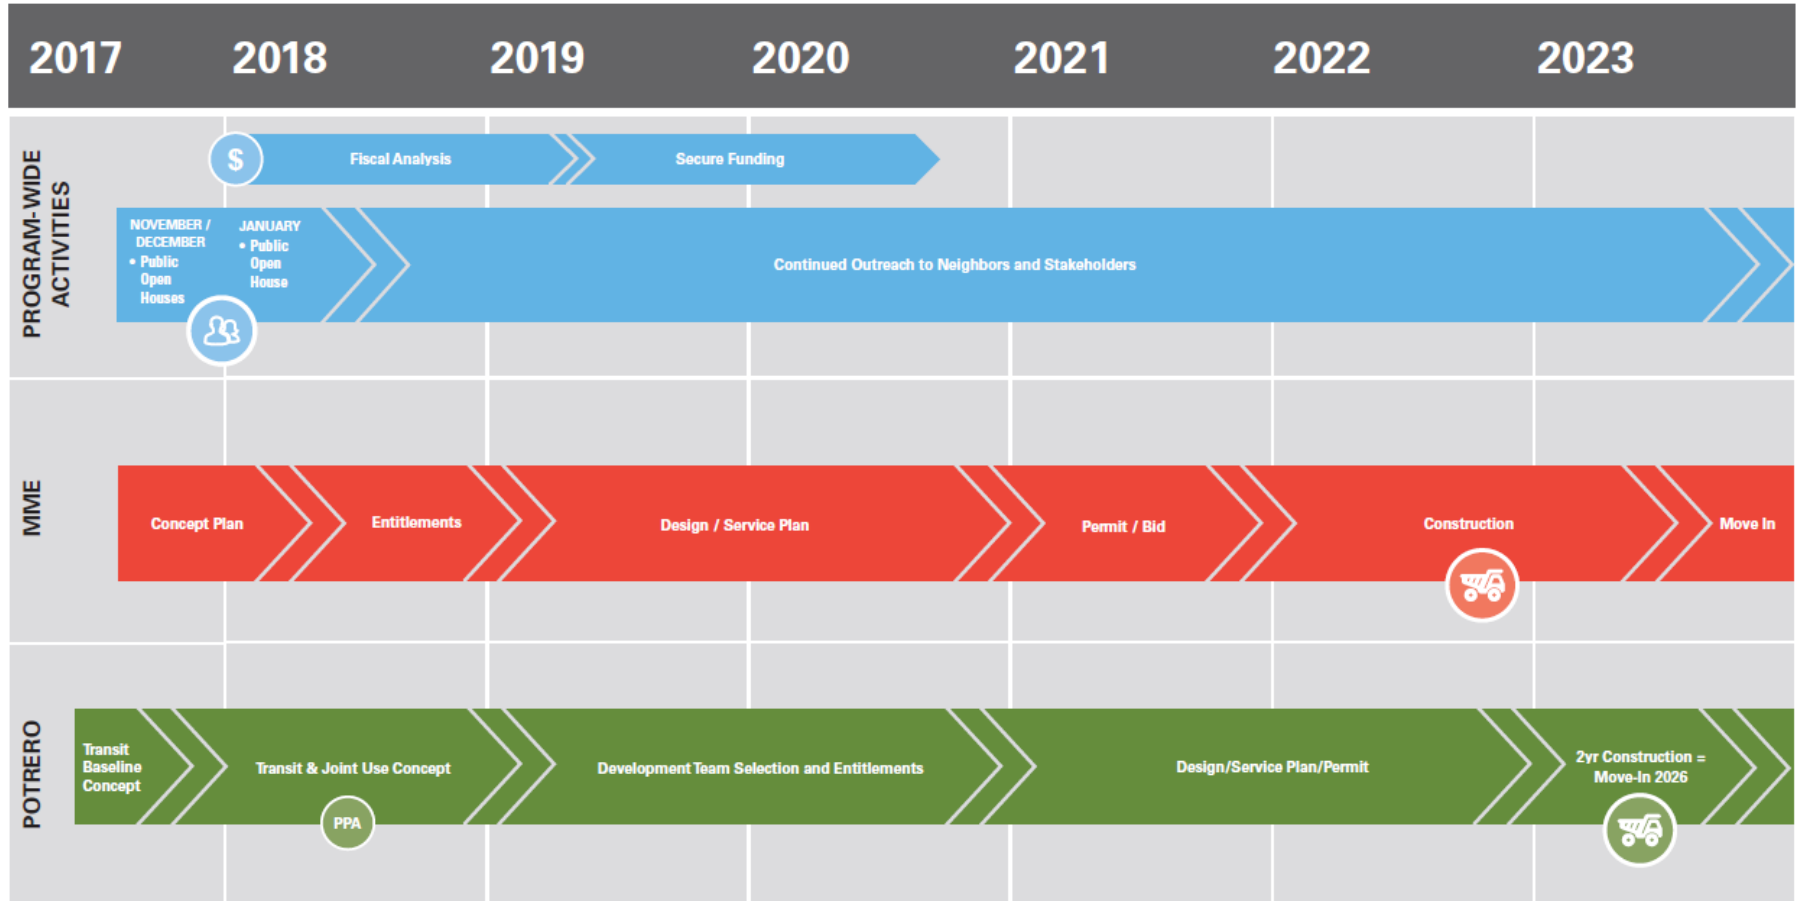 2017 2018 2019 2020 2021 2022 2023
PROGRAM-WIDE
ACTIVITIES
$
Fiscal Analysis
Secure Funding
NOVEMBER /
DECEMBER
• Public
Open
Houses
JANUARY
• Public
Open
House
Continued Outreach to Neighbors and Stakeholders
MME
Concept Plan
Entitlements
Design / Service Plan
Permit / Bid
Construction
Move In
POTRERO
Transit
Baseline
Concept
Transit & Joint Use Concept
PPA
Development Team Selection and Entitlements
Design/Service Plan/Permit
2yr Construction =
Move-In 2026